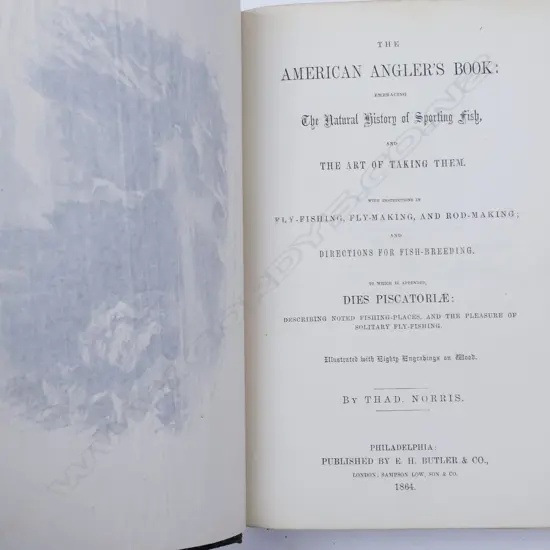 THE
AMERICAN ANGLER'S BOOK:
EMBRACING
The Natural History of Sporting Fish,
AND
THE ART OF TAKING THEM.
WITH INSTRUCTIONS IN
FLY-FISHING, FLY-MAKING, AND ROD-MAKING;
AND
DIRECTIONS FOR FISH-BREEDING.
TO WHICH IS APPENDED,
DIES PISCATORIÆ:
DESCRIBING NOTED FISHING-PLACES, AND THE PLEASURE OF
SOLITARY FLY-FISHING.
Illustrated with Eighty Engravings on Wood.
BY THAD. NORRIS.
PHILADELPHIA:
PUBLISHED BY E. H. BUTLER & CO.,
LONDON: SAMPSON LOW, SON & CO.
1864.